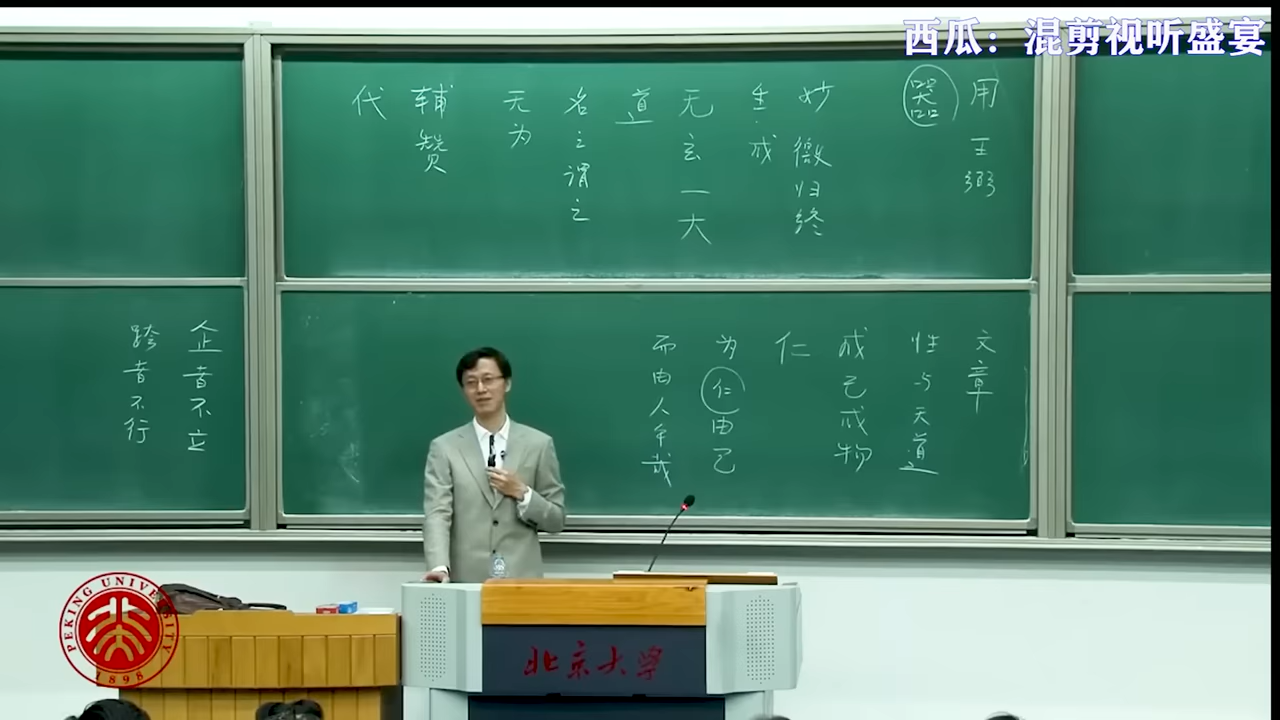 西瓜：混剪视听盛宴
用王弼
器
妙徼归终
生成
无玄一大
道
名之谓之
无为
辅赞
代
文章
性与天道
成己成物
仁
为仁由己
而由人乎哉
企者不立
跨者不行
PEKING UNIVERSITY
1898
北京大学